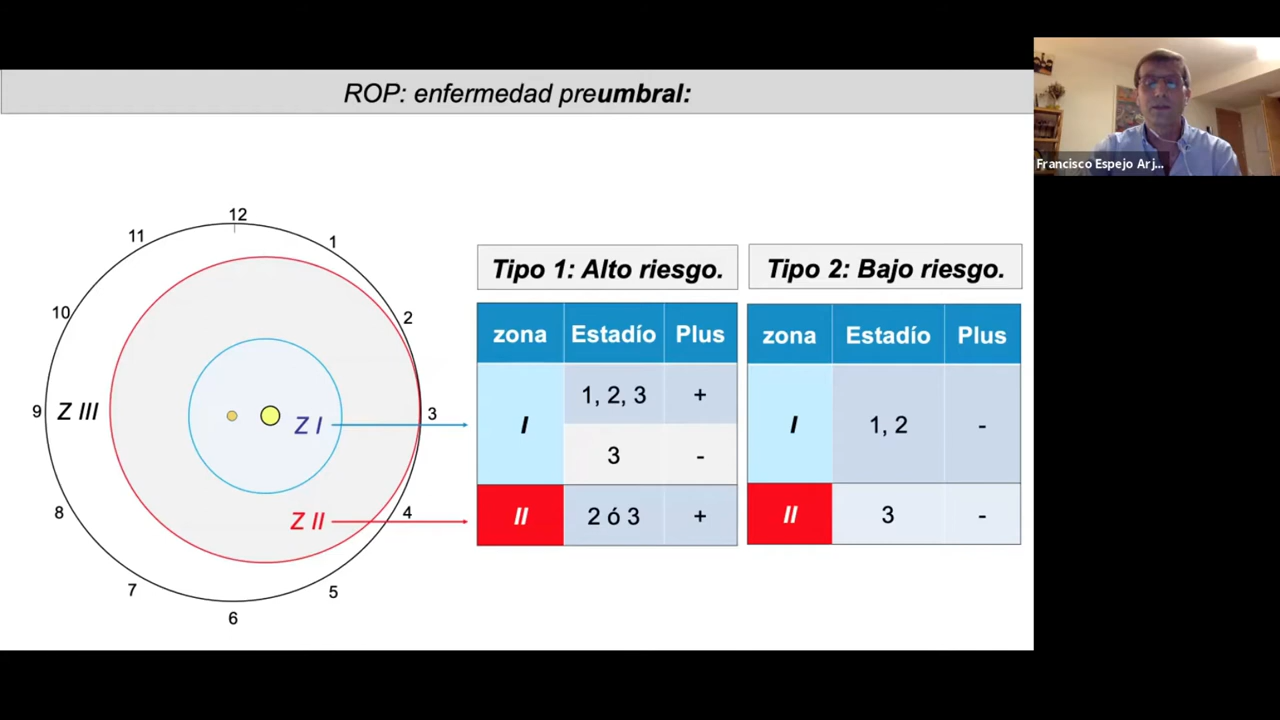 ROP: enfermedad preumbral:
Francisco Espejo Arj...
12
11
1
10
2
9
Z III
3
Z I
8
Z II
4
7
5
6
Tipo 1: Alto riesgo.
zona Estadío Plus
I
1, 2, 3 +
3 -
II 2 ó 3 +
Tipo 2: Bajo riesgo.
zona Estadío Plus
I 1, 2 -
II 3 -